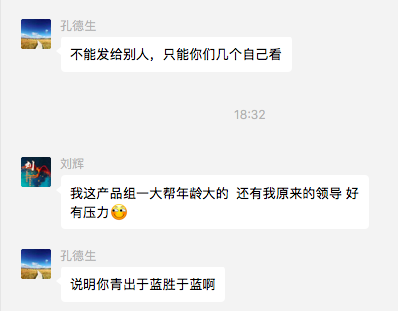 孔德生
不能发给别人，只能你们几个自己看
18:32
刘辉
我这产品组一大帮年龄大的  还有我原来的领导 好
有压力😶
孔德生
说明你青出于蓝胜于蓝啊